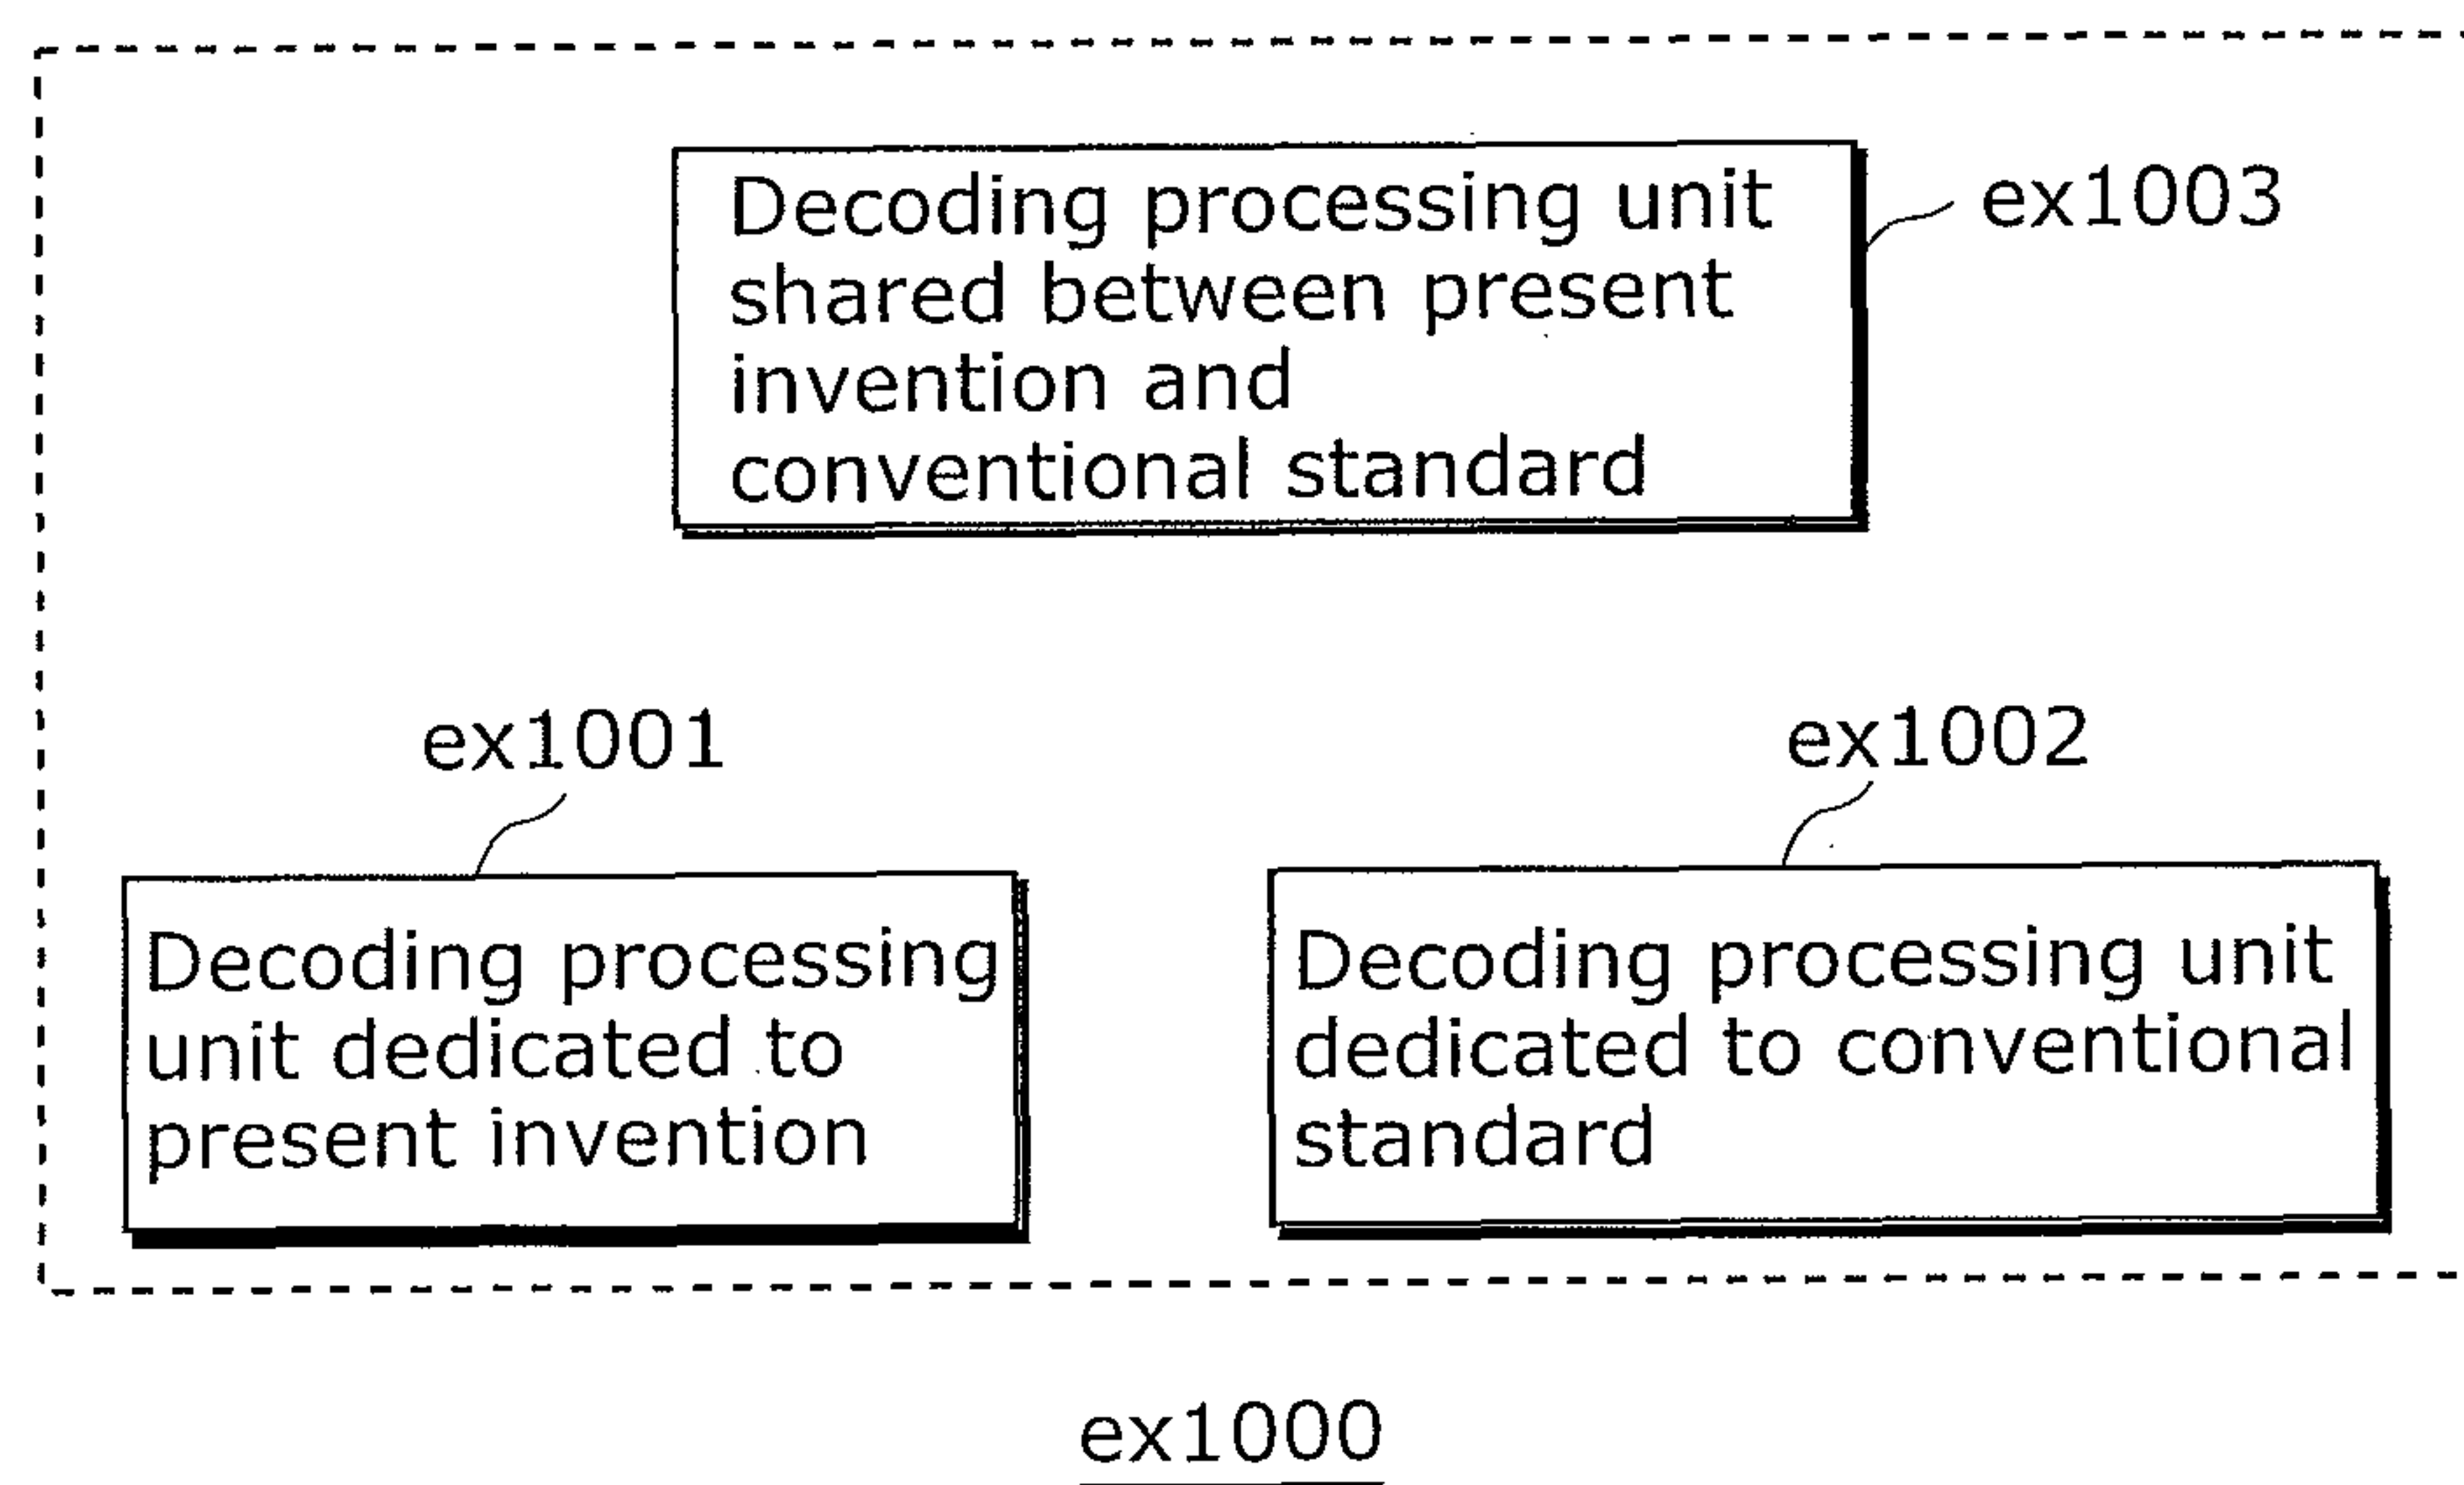 Decoding processing unit
shared between present
invention and
conventional standard
ex1003
ex1001
ex1002
Decoding processing
unit dedicated to
present invention
Decoding processing unit
dedicated to conventional
standard
ex1000